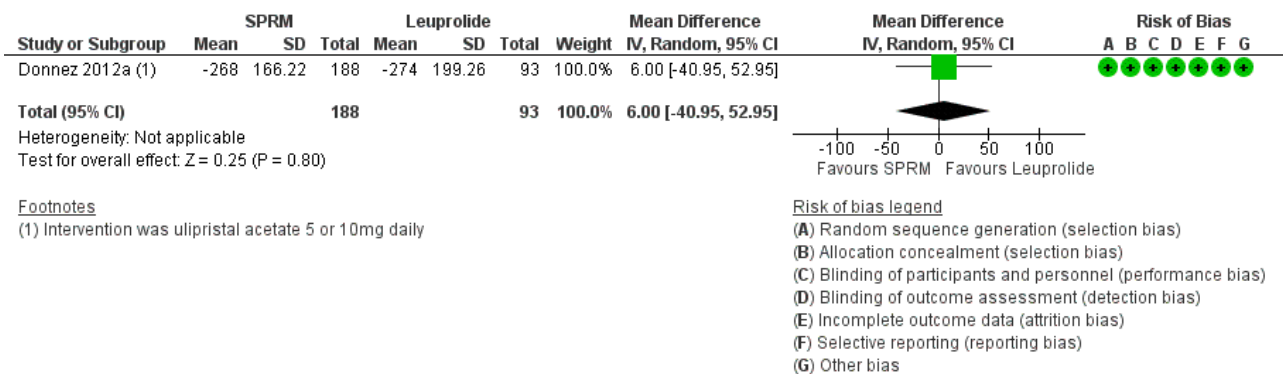 SPRM Leuprolide Mean Difference Mean Difference Risk of Bias
Study or Subgroup Mean SD Total Mean SD Total Weight IV, Random, 95% CI IV, Random, 95% CI A B C D E F G
Donnez 2012a (1) -268 166.22 188 -274 199.26 93 100.0% 6.00 [-40.95, 52.95] + + + + + + +
Total (95% CI) 188 93 100.0% 6.00 [-40.95, 52.95]
Heterogeneity: Not applicable
Test for overall effect: Z = 0.25 (P = 0.80)
-100 -50 0 50 100
Favours SPRM Favours Leuprolide
Footnotes
(1) Intervention was ulipristal acetate 5 or 10mg daily
Risk of bias legend
(A) Random sequence generation (selection bias)
(B) Allocation concealment (selection bias)
(C) Blinding of participants and personnel (performance bias)
(D) Blinding of outcome assessment (detection bias)
(E) Incomplete outcome data (attrition bias)
(F) Selective reporting (reporting bias)
(G) Other bias